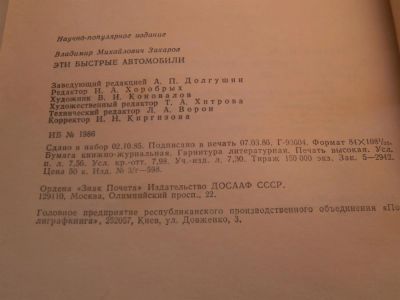 Научно-популярное издание
Владимир Михайлович Захаров
ЭТИ БЫСТРЫЕ АВТОМОБИЛИ
Заведующий редакцией А. П. Долгушин
Редактор И. А. Хоробрых
Художник В. И. Коновалов
Художественный редактор Т. А. Хитрова
Технический редактор Л. А. Ворон
Корректор И. Н. Киргизова
ИБ № 1986
Сдано в набор 02.10.85. Подписано в печать 07.03.86. Г-93604. Формат 84×108¹/₃₂.
Бумага книжно-журнальная. Гарнитура литературная. Печать высокая. Усл.
п. л. 7,56. Усл. кр.-отт. 7,98. Уч.-изд. л. 7,30. Тираж 150 000 экз. Зак. 5—2942.
Цена 50 к. Изд. № 3/г—598.
Ордена «Знак Почета» Издательство ДОСААФ СССР.
129110, Москва, Олимпийский просп., 22.
Головное предприятие республиканского производственного объединения «По-
лиграфкнига», 252057, Киев, ул. Довженко, 3.